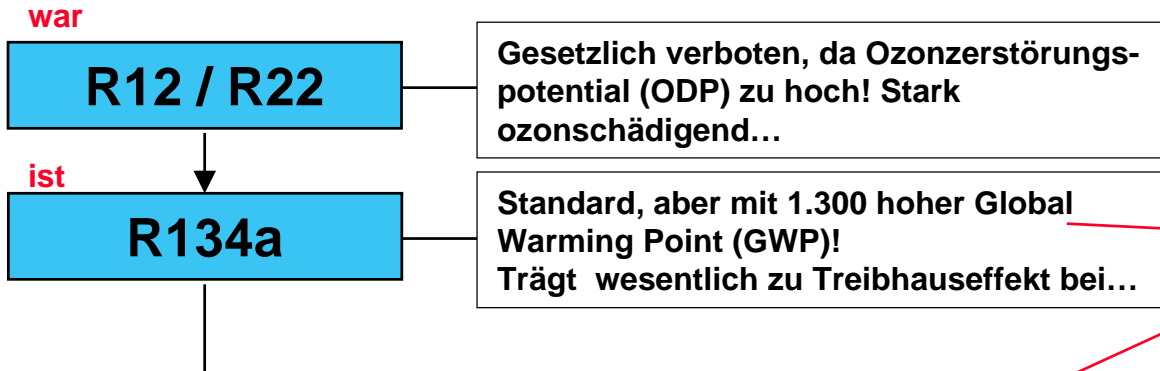 war
R12 / R22
Gesetzlich verboten, da Ozonzerstörungs-
potential (ODP) zu hoch! Stark
ozonschädigend…
ist
R134a
Standard, aber mit 1.300 hoher Global
Warming Point (GWP)!
Trägt wesentlich zu Treibhauseffekt bei…